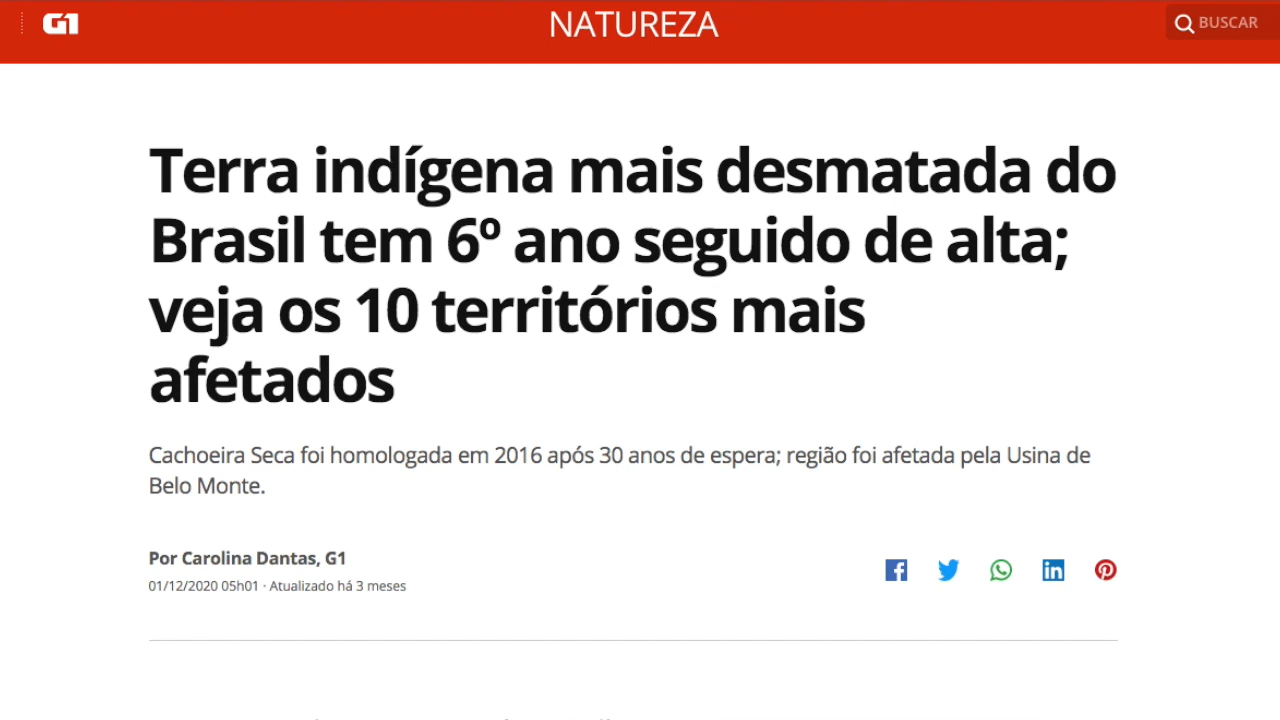 G1
NATUREZA
BUSCAR
Terra indígena mais desmatada do
Brasil tem 6º ano seguido de alta;
veja os 10 territórios mais
afetados
Cachoeira Seca foi homologada em 2016 após 30 anos de espera; região foi afetada pela Usina de
Belo Monte.
Por Carolina Dantas, G1
01/12/2020 05h01 · Atualizado há 3 meses